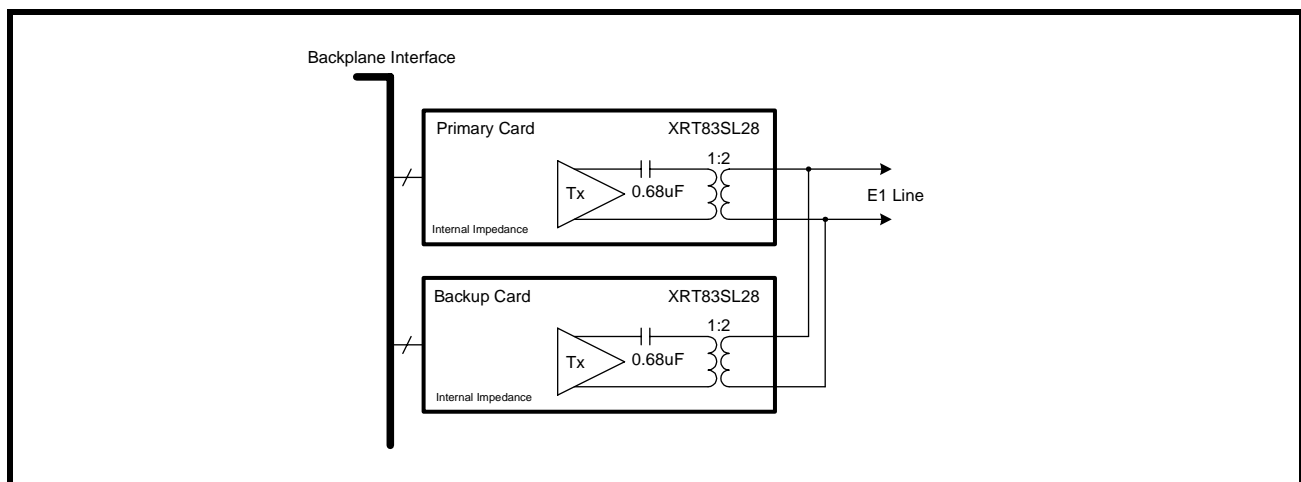 Backplane Interface
Primary Card XRT83SL28
1:2
Tx 0.68uF
E1 Line
Internal Impedance
Backup Card XRT83SL28
1:2
Tx 0.68uF
Internal Impedance